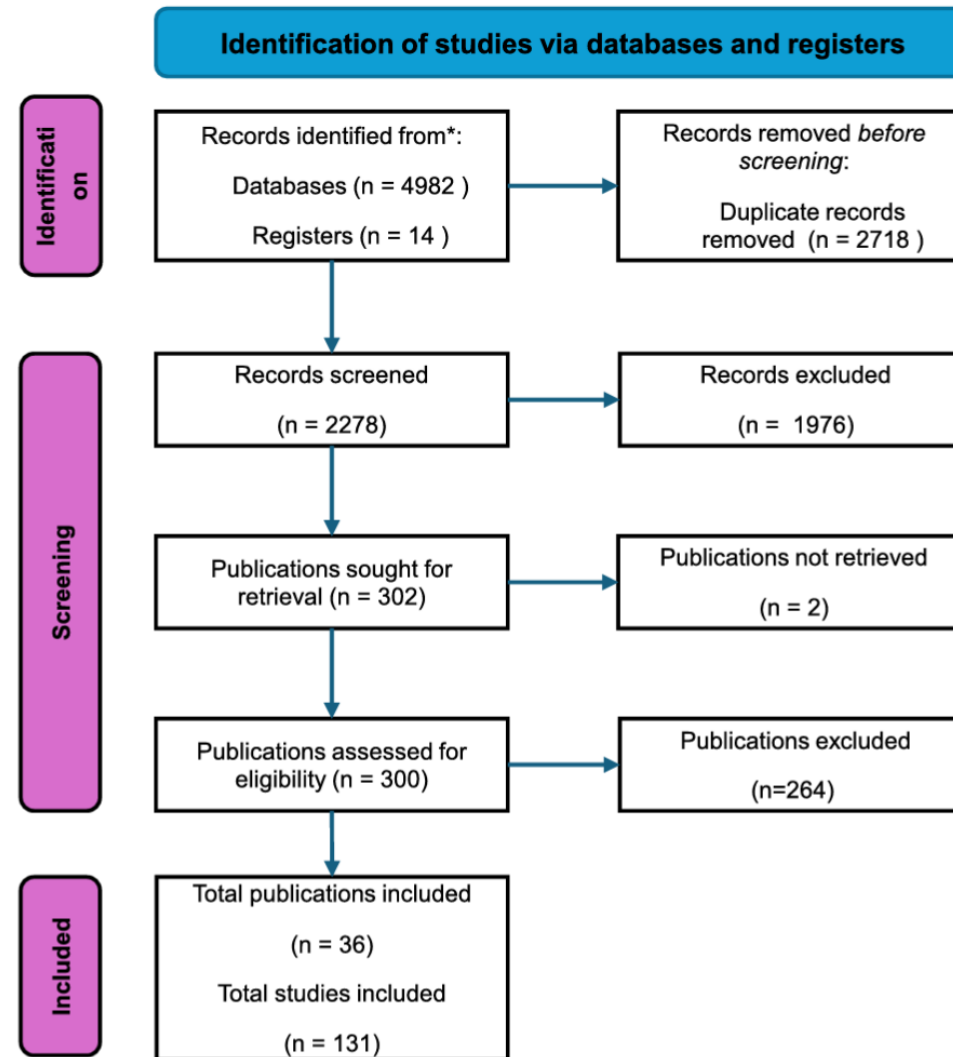 Identification of studies via databases and registers
Identificati
on
Records identified from*:
Databases (n = 4982 )
Registers (n = 14 )
Records removed before
screening:
Duplicate records
removed (n = 2718 )
Screening
Records screened
(n = 2278)
Records excluded
(n = 1976)
Publications sought for
retrieval (n = 302)
Publications not retrieved
(n = 2)
Publications assessed for
eligibility (n = 300)
Publications excluded
(n=264)
Included
Total publications included
(n = 36)
Total studies included
(n = 131)